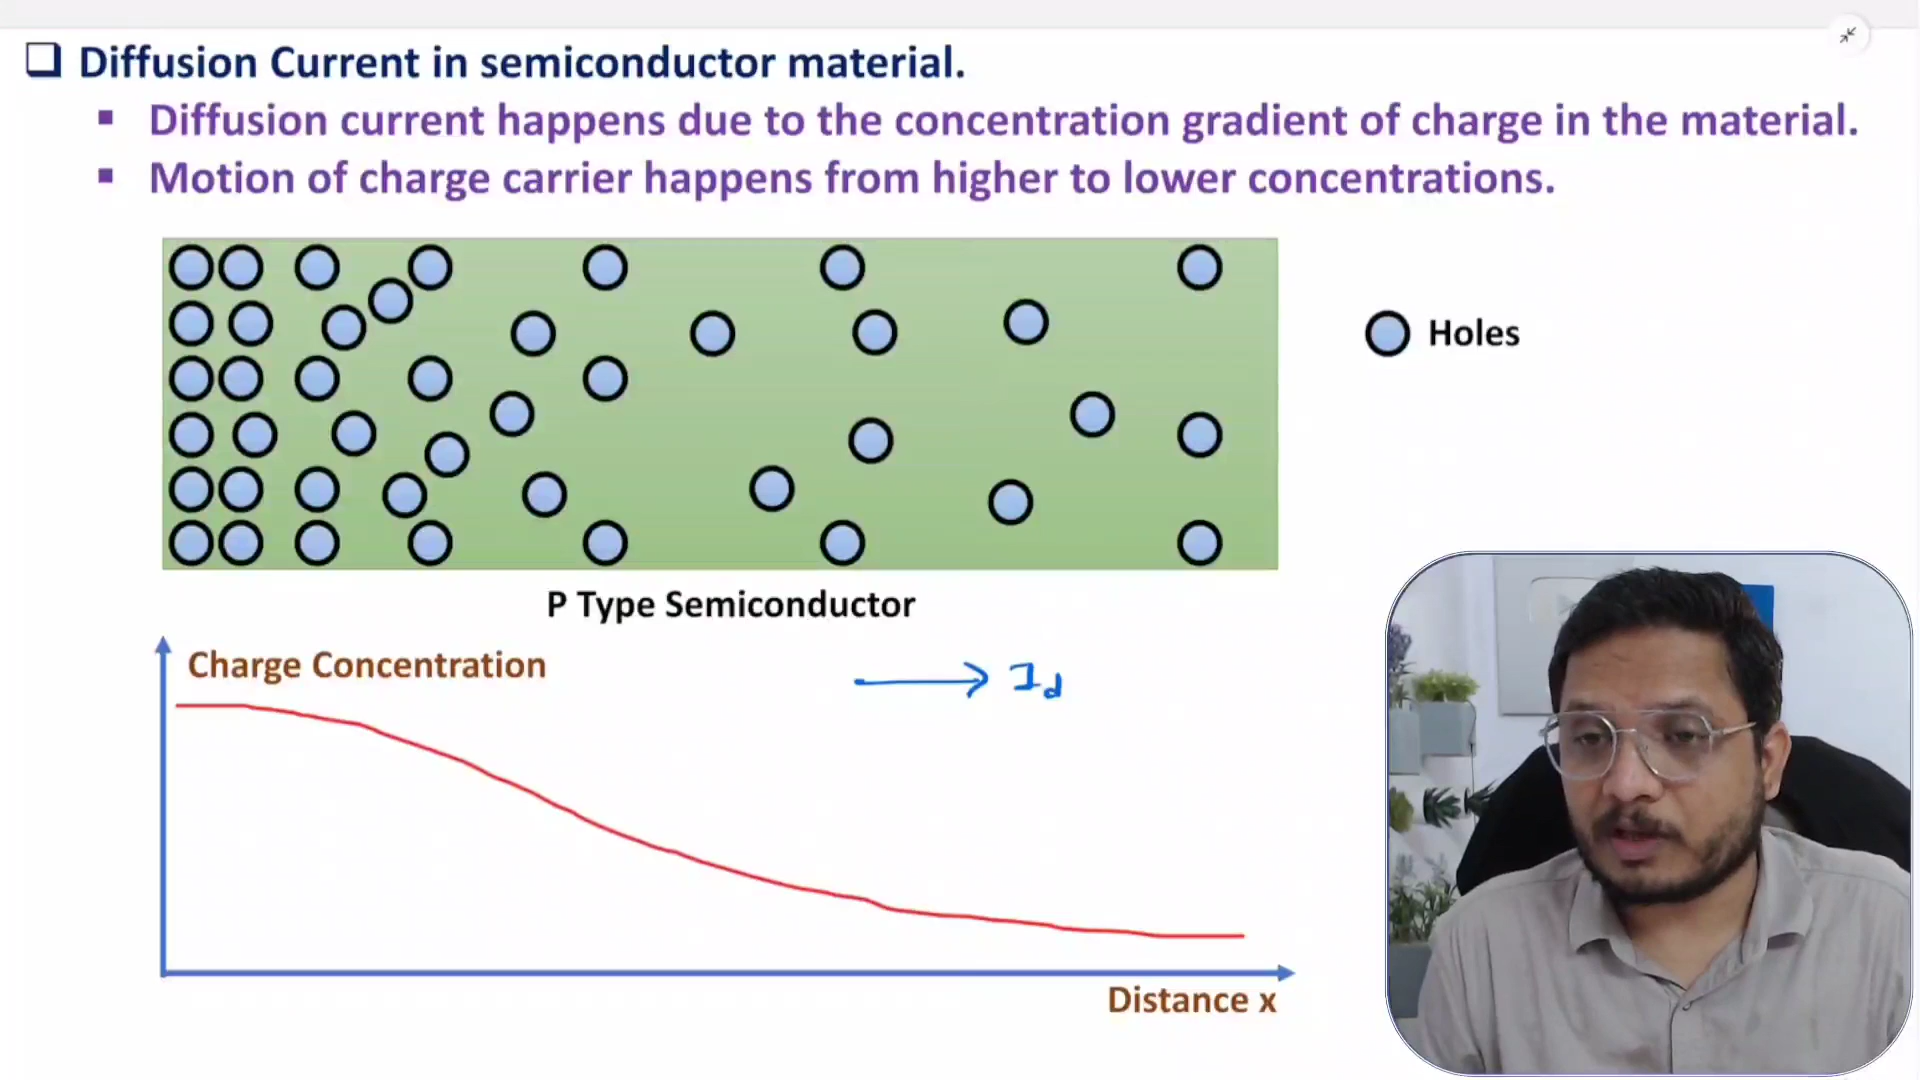 Diffusion Current in semiconductor material.
Diffusion current happens due to the concentration gradient of charge in the material.
Motion of charge carrier happens from higher to lower concentrations.
Holes
P Type Semiconductor
Charge Concentration
Id
Distance x